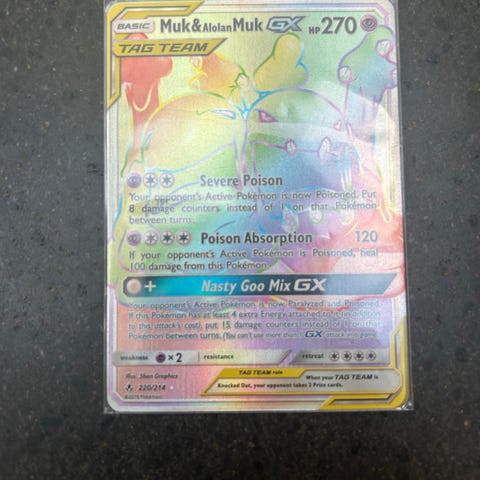 BASIC Muk&AlolanMuk GX HP270
TAG TEAM
Severe Poison
Your opponent's Active Pokémon is now Poisoned. Put
8 damage counters instead of 1 on that Pokémon
between turns.
Poison Absorption 120
If your opponent's Active Pokémon is Poisoned, heal
100 damage from this Pokémon.
+ Nasty Goo Mix GX
Your opponent's Active Pokémon is now Paralyzed and Poisoned.
If this Pokémon has at least 4 extra Energy attached to it (in addition
to this attack's cost), put 15 damage counters instead of 1 on that
Pokémon between turns. (You can't use more than 1 GX attack in a game.)
weakness ×2 resistance retreat
TAG TEAM rule When your TAG TEAM is
Knocked Out, your opponent takes 3 Prize cards.
Illus. 5ban Graphics
220/214
©2019 Pokémon